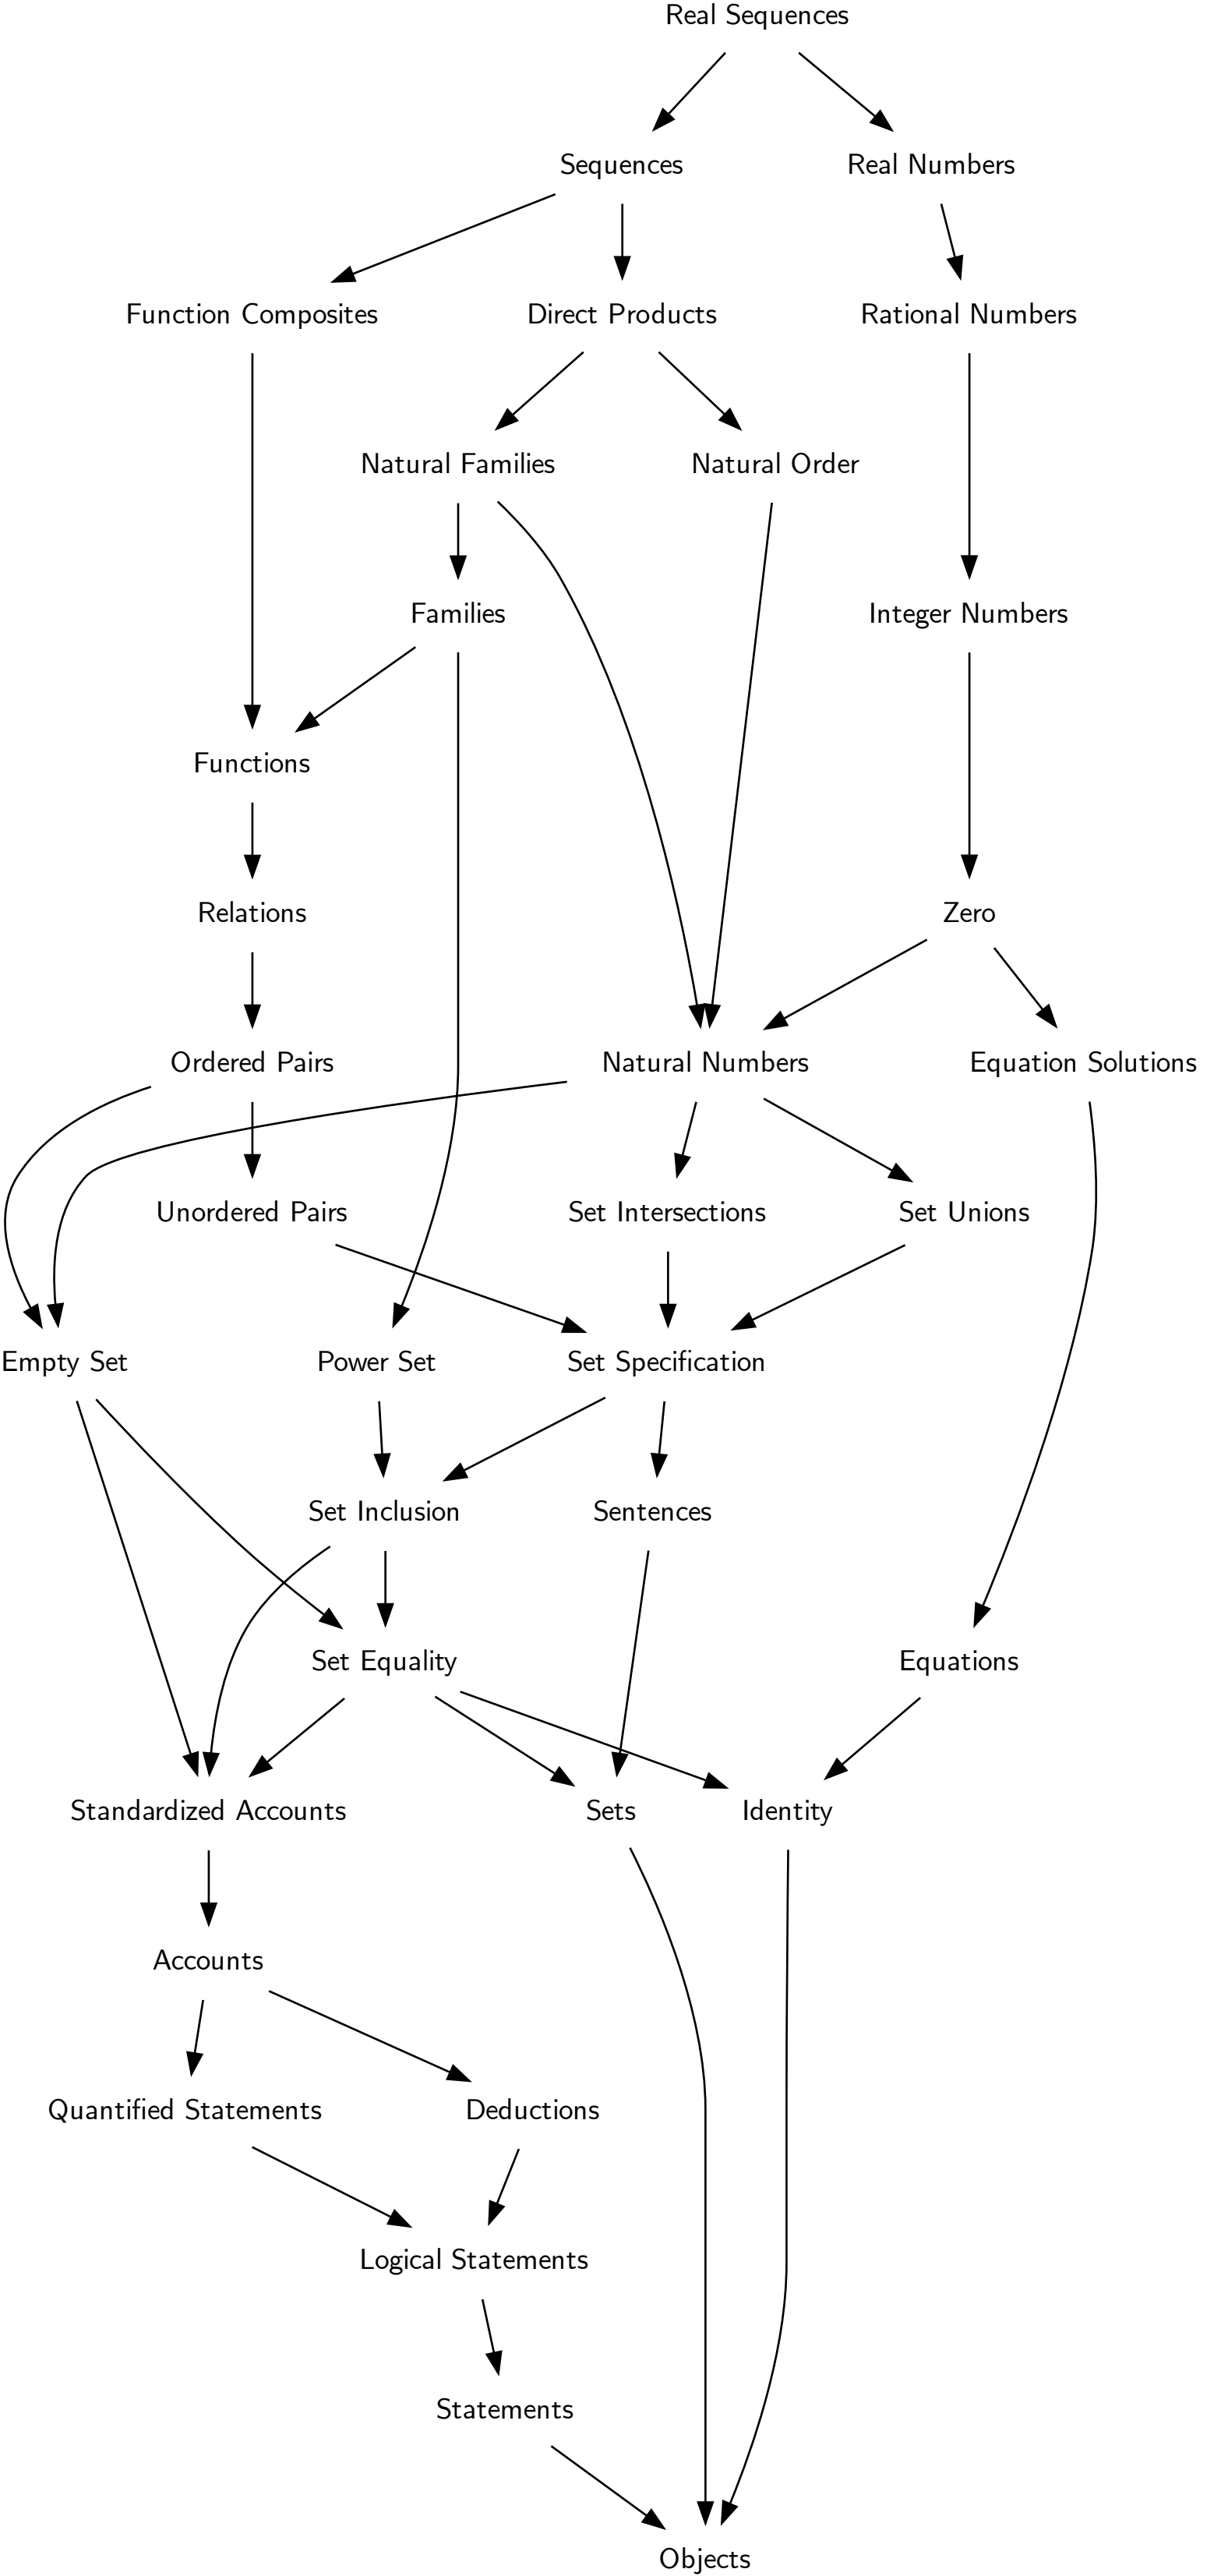 Real Sequences
Sequences
Real Numbers
Function Composites
Direct Products
Rational Numbers
Natural Families
Natural Order
Families
Integer Numbers
Functions
Relations
Zero
Ordered Pairs
Natural Numbers
Equation Solutions
Unordered Pairs
Set Intersections
Set Unions
Empty Set
Power Set
Set Specification
Set Inclusion
Sentences
Set Equality
Equations
Standardized Accounts
Sets
Identity
Accounts
Quantified Statements
Deductions
Logical Statements
Statements
Objects